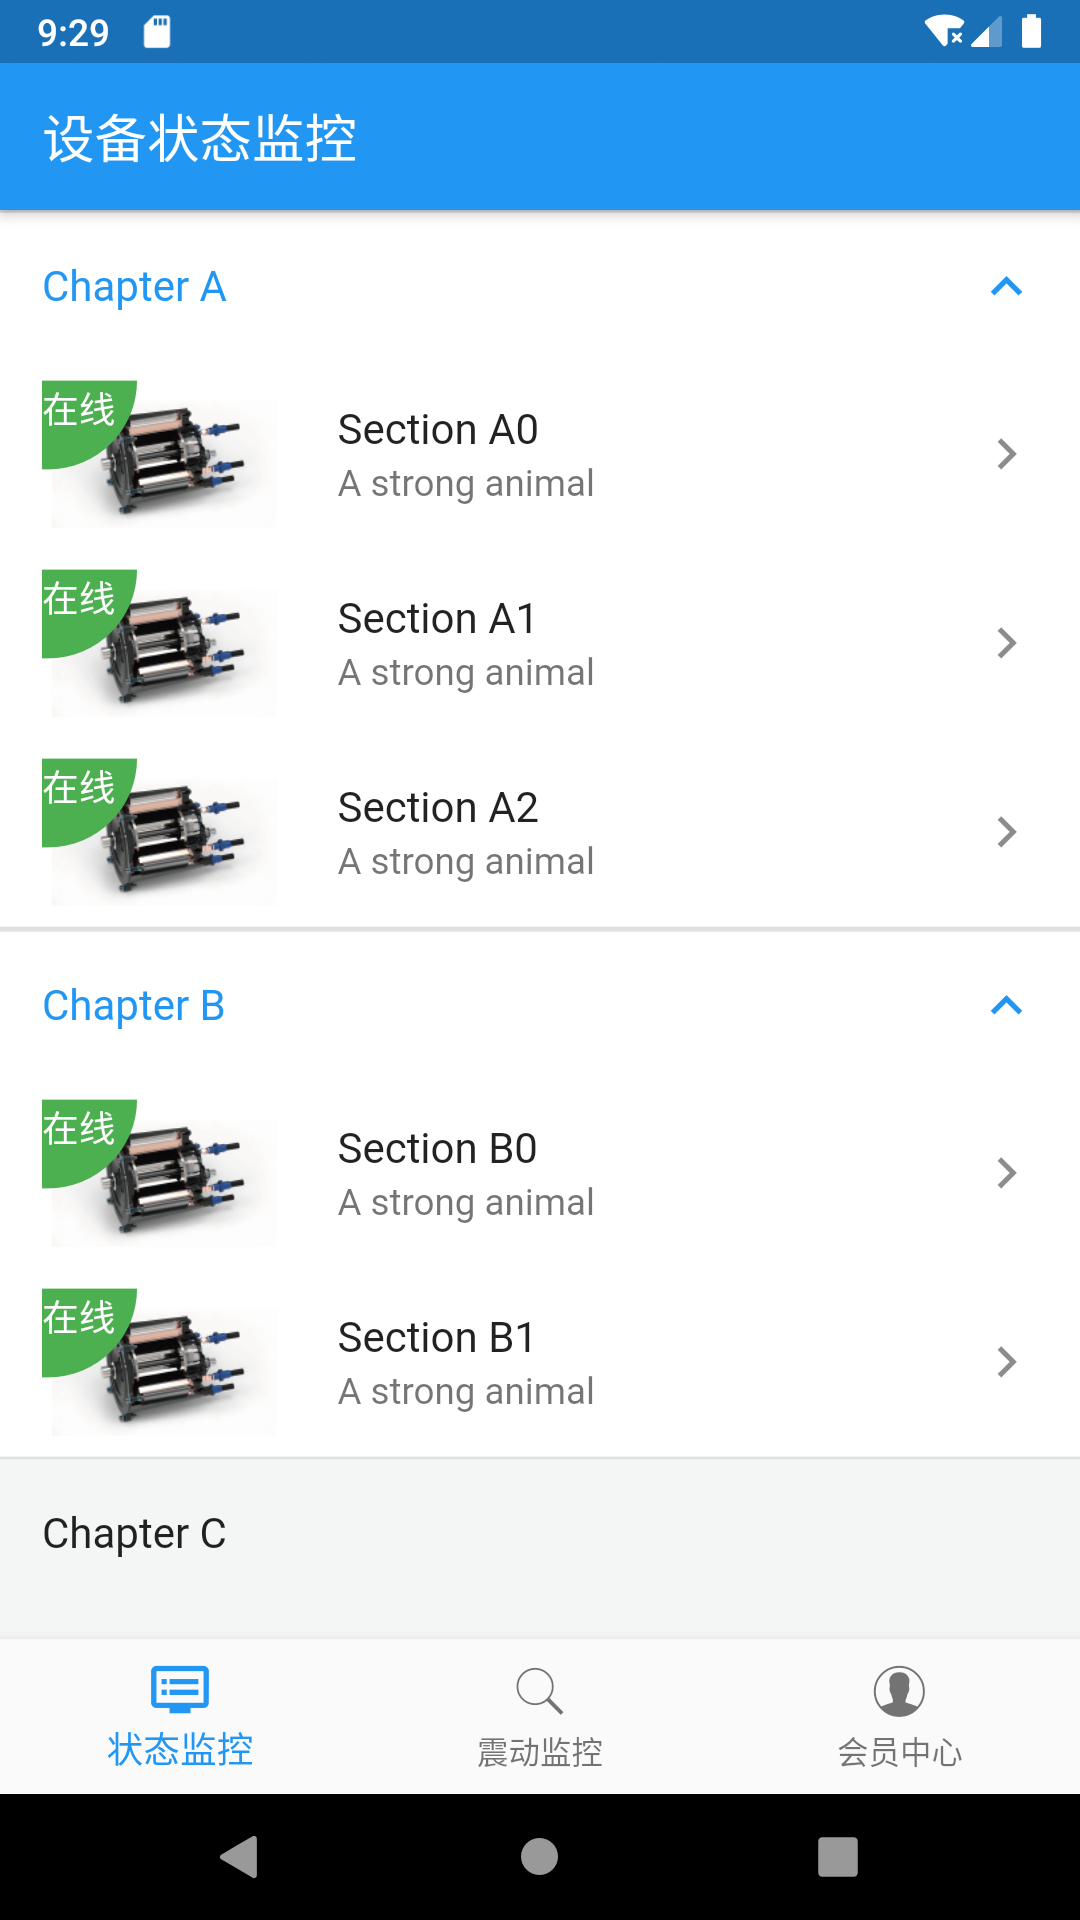 9:29
设备状态监控
Chapter A
在线
Section A0
A strong animal
在线
Section A1
A strong animal
在线
Section A2
A strong animal
Chapter B
在线
Section B0
A strong animal
在线
Section B1
A strong animal
Chapter C
状态监控
震动监控
会员中心